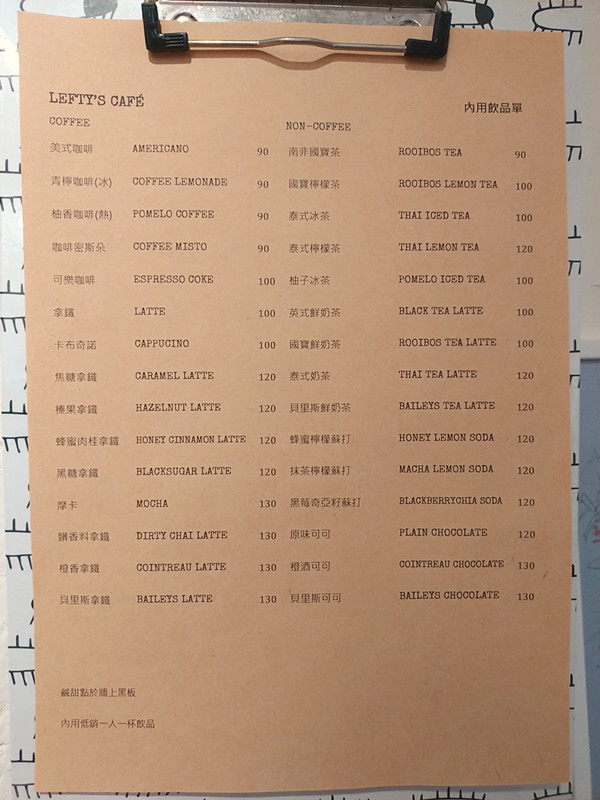 LEFTY'S CAFÉ
內用飲品單
COFFEE
NON-COFFEE
美式咖啡 AMERICANO 90 南非國寶茶 ROOIBOS TEA 90
青檸咖啡(冰) COFFEE LEMONADE 90 國寶檸檬茶 ROOIBOS LEMON TEA 100
柚香咖啡(熱) POMELO COFFEE 90 泰式冰茶 THAI ICED TEA 100
咖啡密斯朵 COFFEE MISTO 90 泰式檸檬茶 THAI LEMON TEA 120
可樂咖啡 ESPRESSO COKE 100 柚子冰茶 POMELO ICED TEA 100
拿鐵 LATTE 100 英式鮮奶茶 BLACK TEA LATTE 100
卡布奇諾 CAPPUCINO 100 國寶鮮奶茶 ROOIBOS TEA LATTE 100
焦糖拿鐵 CARAMEL LATTE 120 泰式奶茶 THAI TEA LATTE 120
榛果拿鐵 HAZELNUT LATTE 120 貝里斯鮮奶茶 BAILEYS TEA LATTE 120
蜂蜜肉桂拿鐵 HONEY CINNAMON LATTE 120 蜂蜜檸檬蘇打 HONEY LEMON SODA 120
黑糖拿鐵 BLACKSUGAR LATTE 120 抹茶檸檬蘇打 MACHA LEMON SODA 120
摩卡 MOCHA 130 黑莓奇亞籽蘇打 BLACKBERRYCHIA SODA 120
髒香料拿鐵 DIRTY CHAI LATTE 130 原味可可 PLAIN CHOCOLATE 120
橙香拿鐵 COINTREAU LATTE 130 橙酒可可 COINTREAU CHOCOLATE 130
貝里斯拿鐵 BAILEYS LATTE 130 貝里斯可可 BAILEYS CHOCOLATE 130
鹹甜點於牆上黑板
內用低銷一人一杯飲品